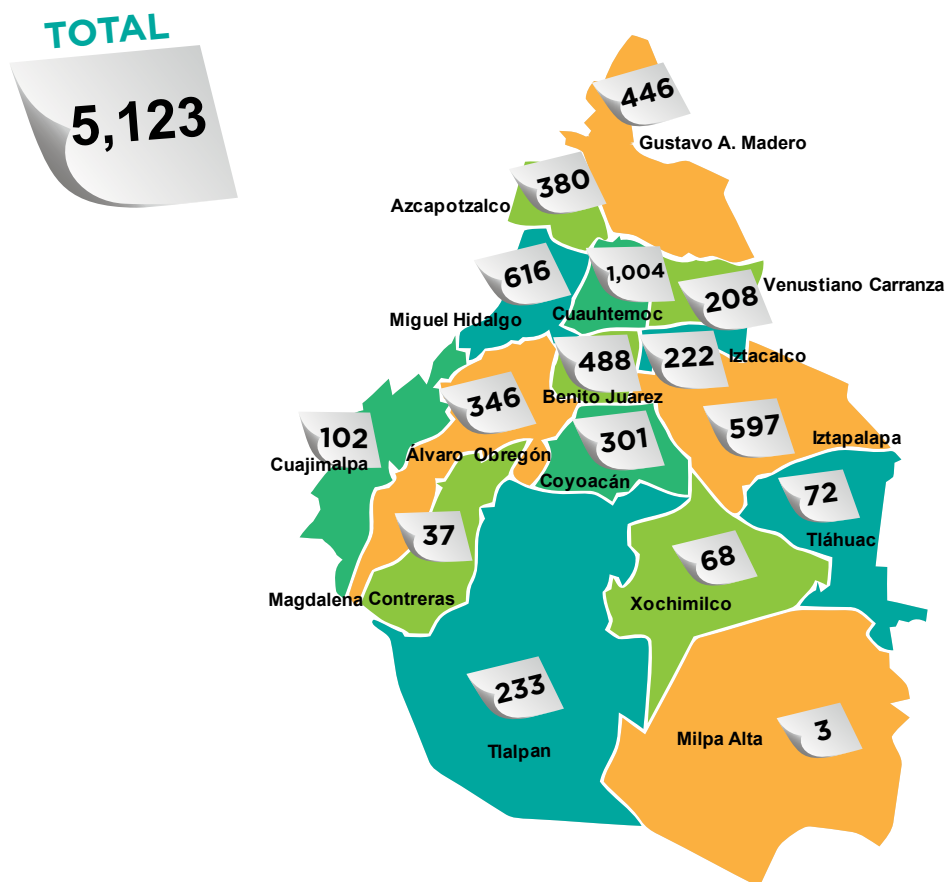 TOTAL
5,123
446
Gustavo A. Madero
380
Azcapotzalco
616
1,004
Venustiano Carranza
208
Miguel Hidalgo
Cuauhtemoc
488
222
Iztacalco
Benito Juarez
346
102
301
597
Iztapalapa
Cuajimalpa
Álvaro Obregón
Coyoacán
72
37
Tláhuac
68
Magdalena Contreras
Xochimilco
233
3
Milpa Alta
Tlalpan